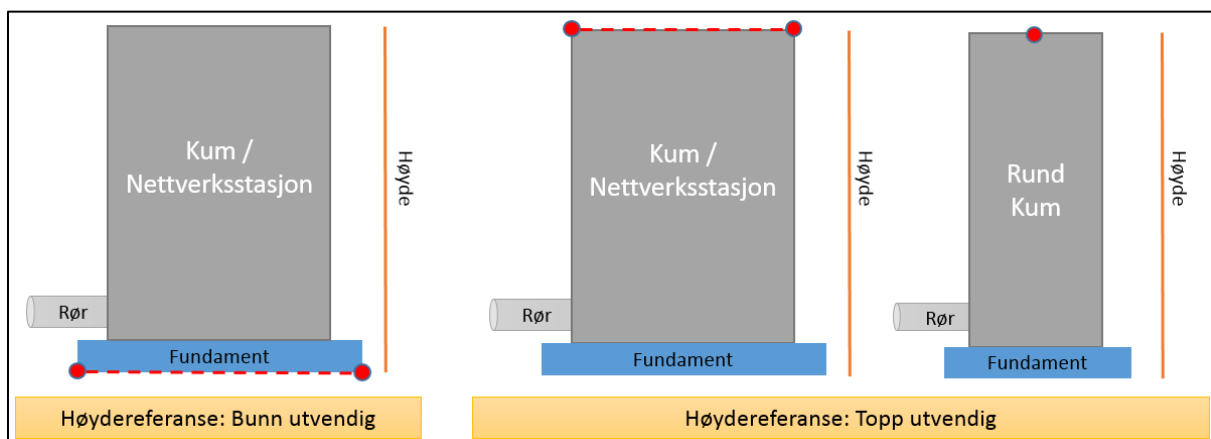 Kum /
Nettverksstasjon
Høyde
Rør
Fundament
Høydereferanse: Bunn utvendig
Kum /
Nettverksstasjon
Høyde
Rør
Fundament
Rund
Kum
Høyde
Rør
Fundament
Høydereferanse: Topp utvendig